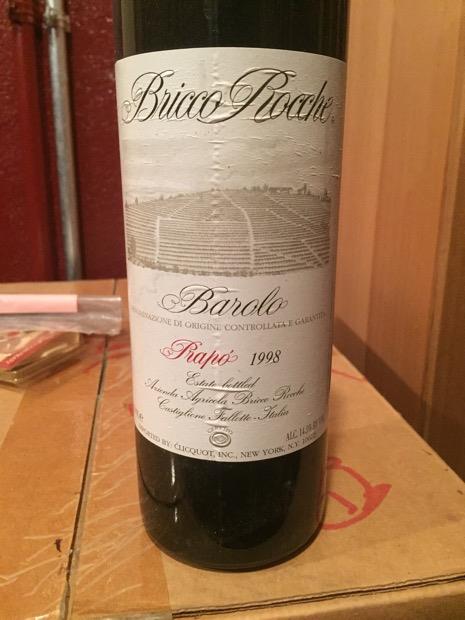 Bricco Rocche
Barolo
DENOMINAZIONE DI ORIGINE CONTROLLATA E GARANTITA
Prapó 1998
Estate bottled
Azienda Agricola Bricco Rocche
Castiglione Falletto - Italia
IMPORTED BY: CLICQUOT, INC., NEW YORK, N.Y.